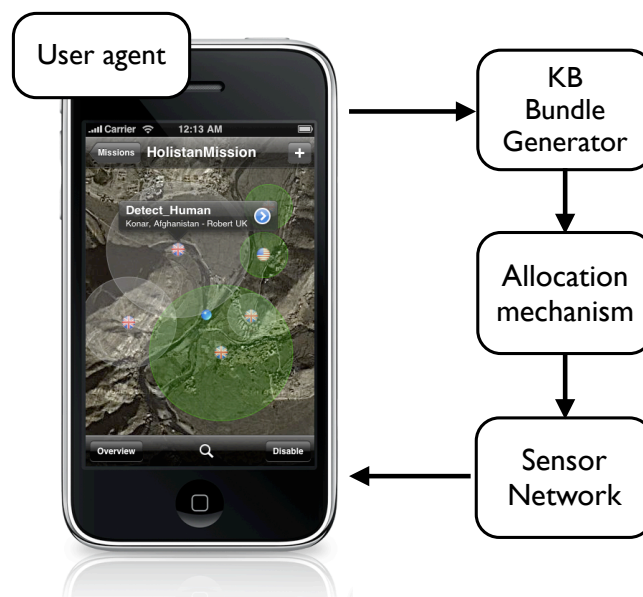 User agent
Carrier
12:13 AM
Missions
HolistanMission
+
Detect_Human
Konar, Afghanistan - Robert UK
Overview
Disable
KB
Bundle
Generator
Allocation
mechanism
Sensor
Network